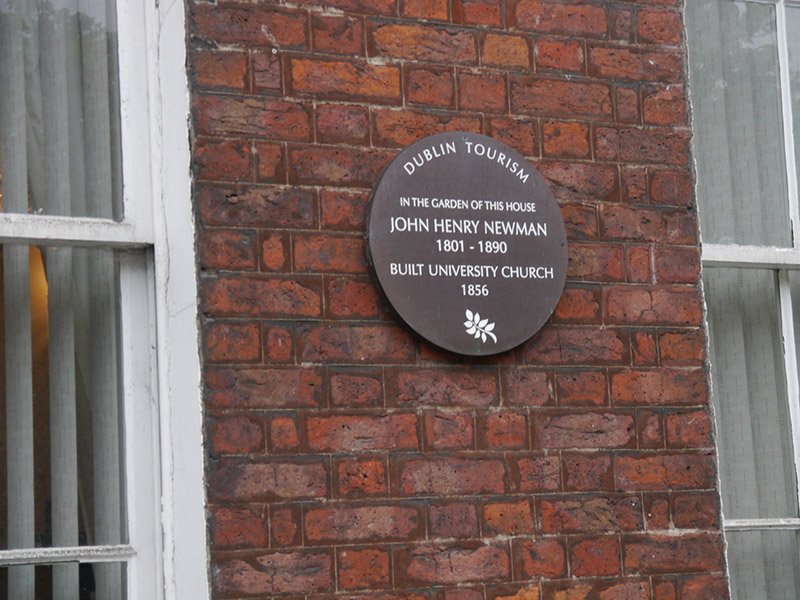 DUBLIN TOURISM
IN THE GARDEN OF THIS HOUSE
JOHN HENRY NEWMAN
1801 - 1890
BUILT UNIVERSITY CHURCH
1856